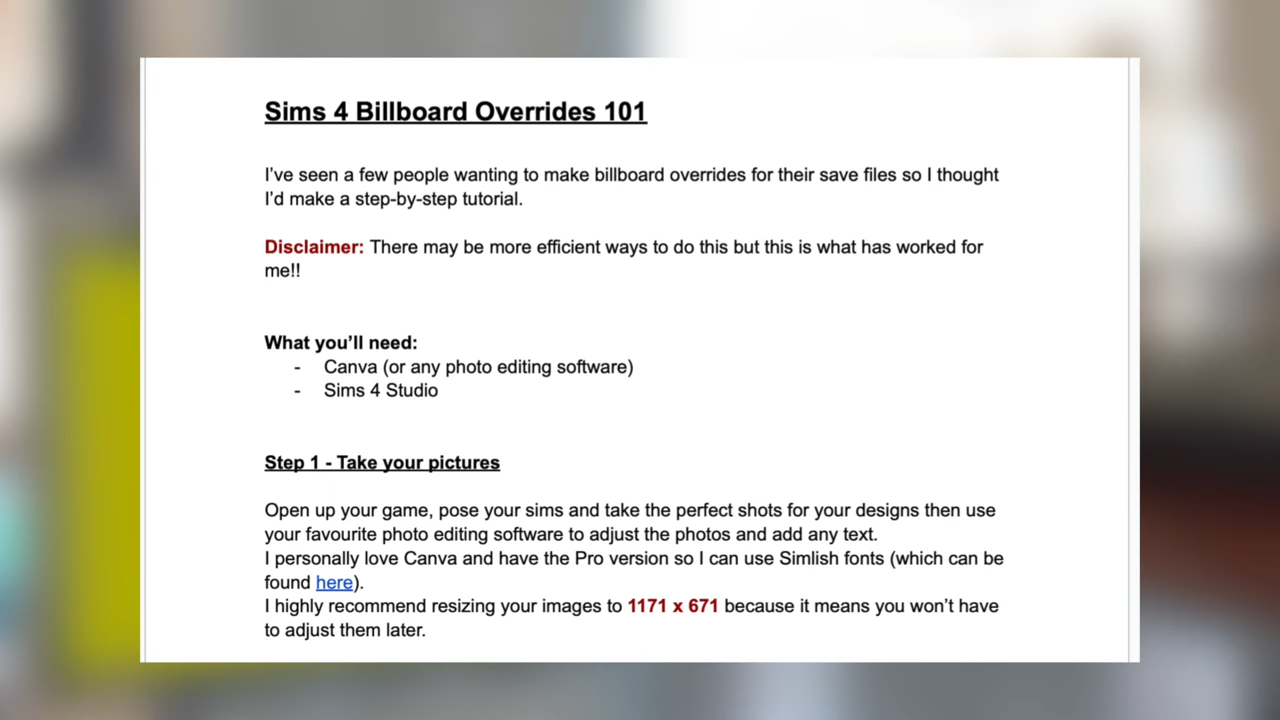 Sims 4 Billboard Overrides 101
I’ve seen a few people wanting to make billboard overrides for their save files so I thought
I’d make a step-by-step tutorial.
Disclaimer: There may be more efficient ways to do this but this is what has worked for
me!!
What you’ll need:
- Canva (or any photo editing software)
- Sims 4 Studio
Step 1 - Take your pictures
Open up your game, pose your sims and take the perfect shots for your designs then use
your favourite photo editing software to adjust the photos and add any text.
I personally love Canva and have the Pro version so I can use Simlish fonts (which can be
found here).
I highly recommend resizing your images to 1171 x 671 because it means you won’t have
to adjust them later.